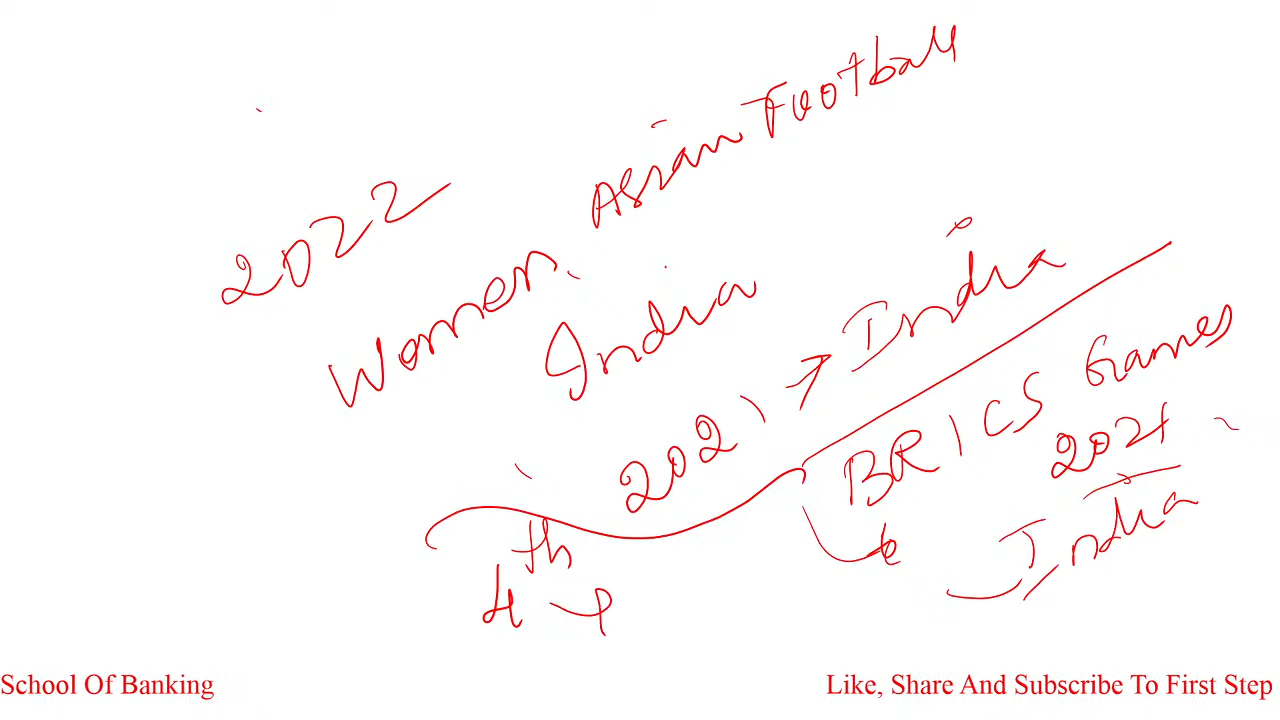 2022
Women Asian Football
India
2021 → India
BRICS Games
2021
India
4th
School Of Banking
Like, Share And Subscribe To First Step